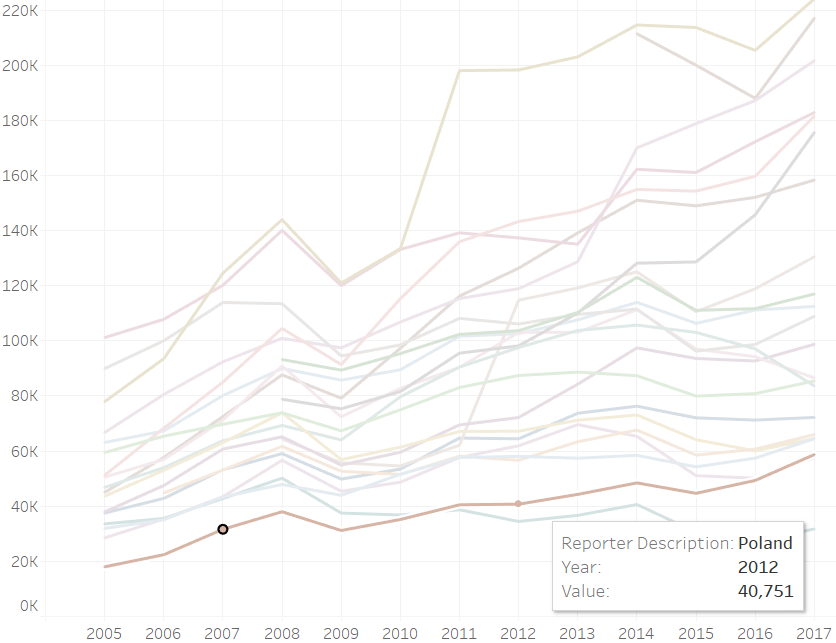 220K
200K
180K
160K
140K
120K
100K
80K
60K
40K
20K
0K
Reporter Description: Poland
Year: 2012
Value: 40,751
2005 2006 2007 2008 2009 2010 2011 2012 2013 2014 2015 2016 2017